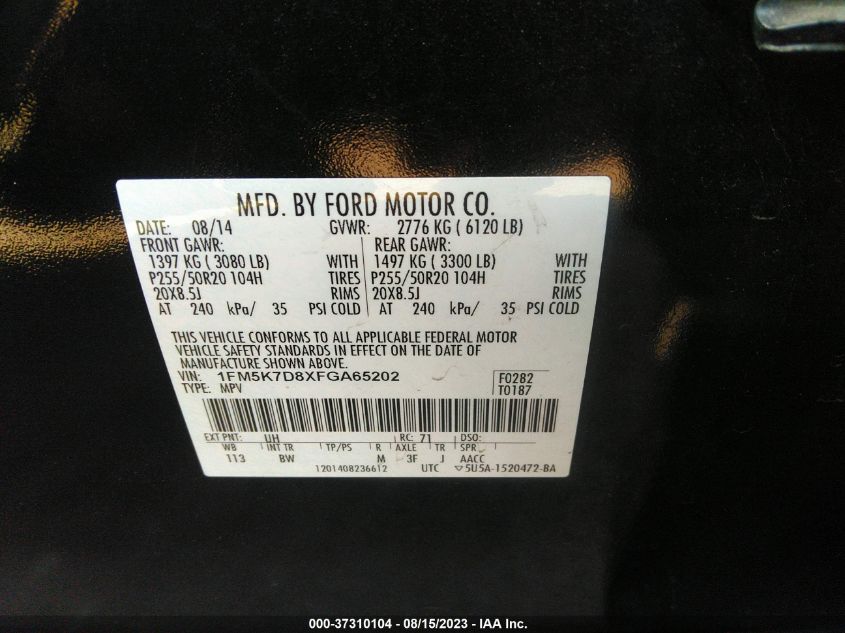 MFD. BY FORD MOTOR CO.
DATE: 08/14 GVWR: 2776 KG ( 6120 LB)
FRONT GAWR: REAR GAWR:
1397 KG ( 3080 LB) WITH 1497 KG ( 3300 LB) WITH
P255/50R20 104H TIRES P255/50R20 104H TIRES
20X8.5J RIMS 20X8.5J RIMS
AT 240 kPa/ 35 PSI COLD AT 240 kPa/ 35 PSI COLD
THIS VEHICLE CONFORMS TO ALL APPLICABLE FEDERAL MOTOR
VEHICLE SAFETY STANDARDS IN EFFECT ON THE DATE OF
MANUFACTURE SHOWN ABOVE.
VIN: 1FM5K7D8XFGA65202 F0282
TYPE: MPV T0187
EXT PNT: UH RC: 71 DSO:
WB INT TR TP/PS R AXLE TR SPR
113 BW M 3F J AACC
1201408236612 UTC ▽5U5A-1520472-BA
000-37310104 - 08/15/2023 - IAA Inc.